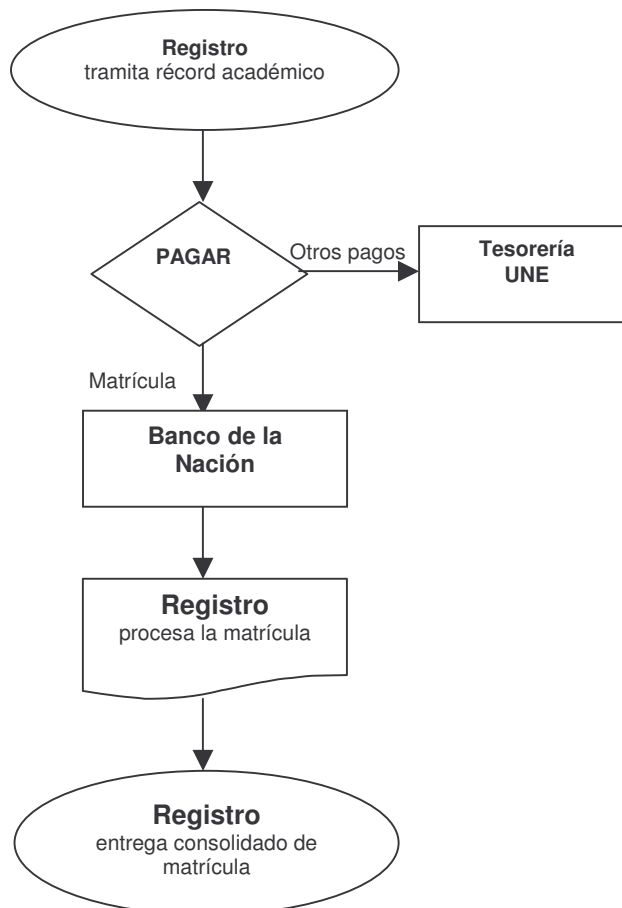 Registro
tramita récord académico
PAGAR
Otros pagos
Tesorería
UNE
Matrícula
Banco de la
Nación
Registro
procesa la matrícula
Registro
entrega consolidado de
matrícula